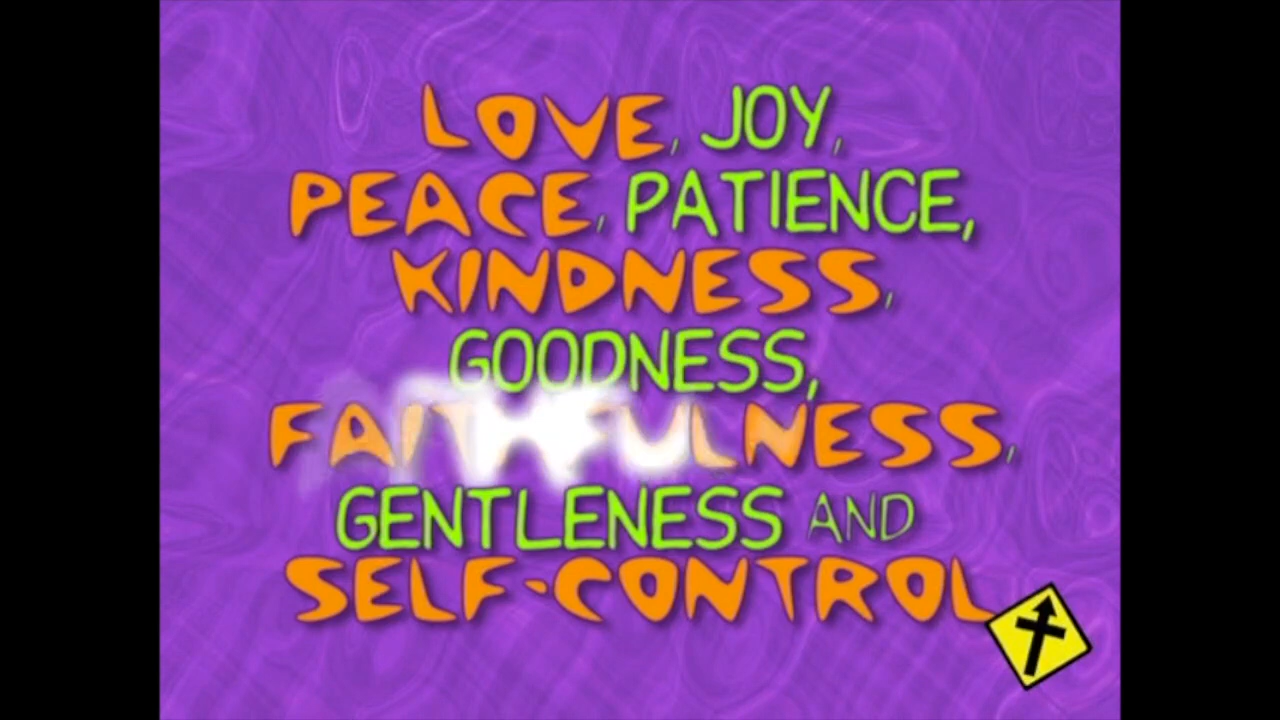 LOVE, JOY,
PEACE, PATIENCE,
KINDNESS,
GOODNESS,
FAITHFULNESS,
GENTLENESS AND
SELF-CONTROL